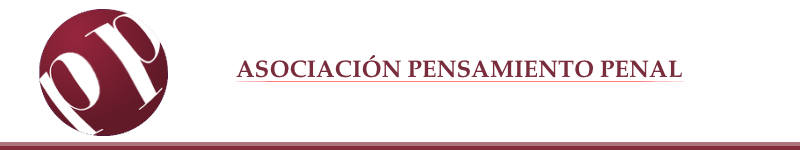 pp
ASOCIACIÓN PENSAMIENTO PENAL